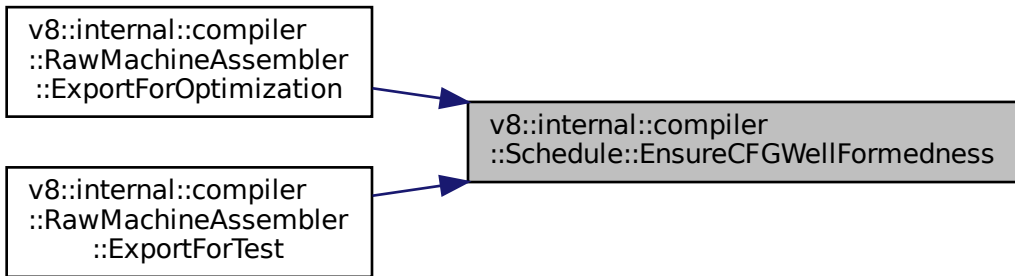 v8::internal::compiler
::RawMachineAssembler
::ExportForOptimization
v8::internal::compiler
::Schedule::EnsureCFGWellFormedness
v8::internal::compiler
::RawMachineAssembler
::ExportForTest